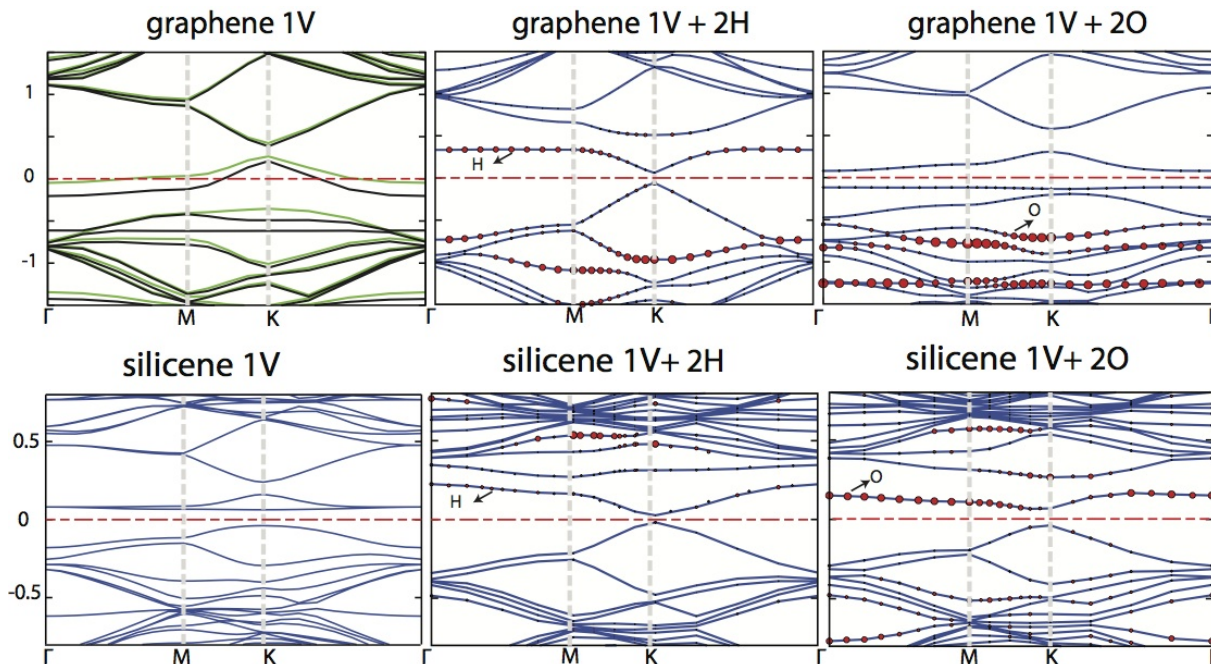 graphene 1V
graphene 1V + 2H
graphene 1V + 2O
1
0
-1
H
O
Γ
M
K
Γ
M
K
Γ
M
K
silicene 1V
silicene 1V+ 2H
silicene 1V+ 2O
0.5
0
-0.5
H
O
Γ
M
K
Γ
M
K
Γ
M
K